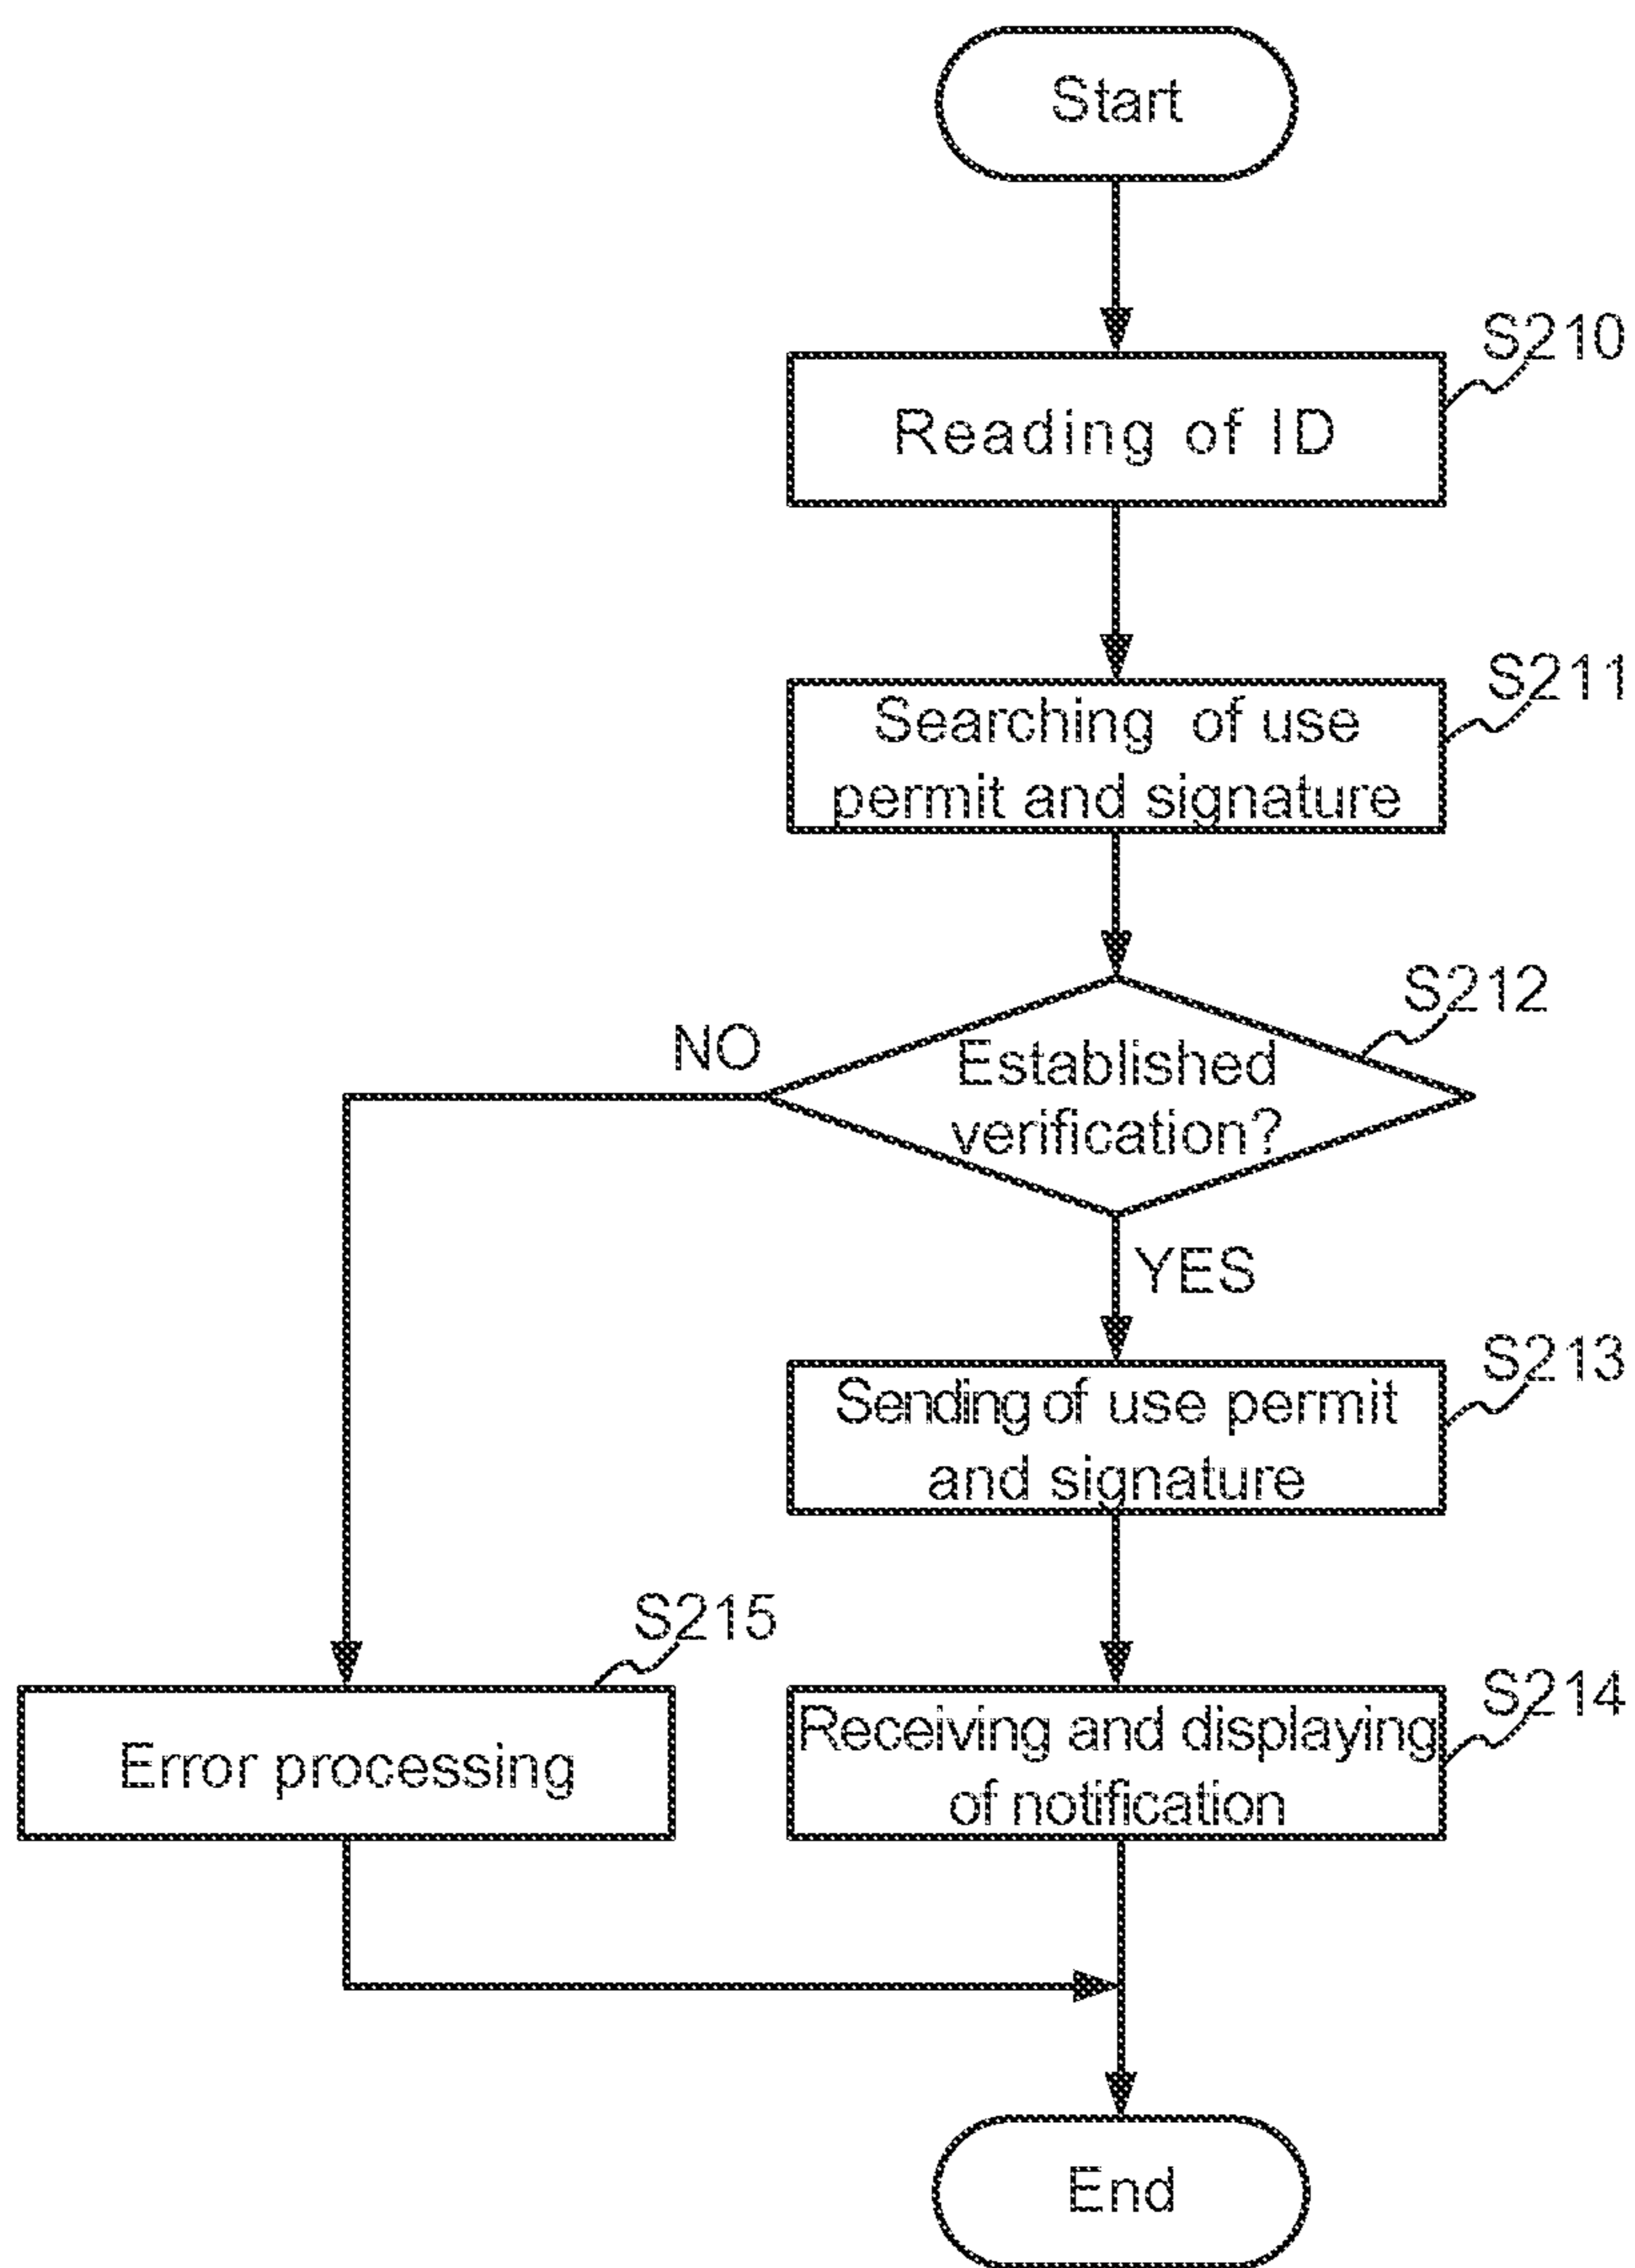 Start
S210
Reading of ID
S211
Searching of use
permit and signature
S212
NO
Established
verification?
YES
S213
Sending of use permit
and signature
S215
S214
Error processing
Receiving and displaying
of notification
End